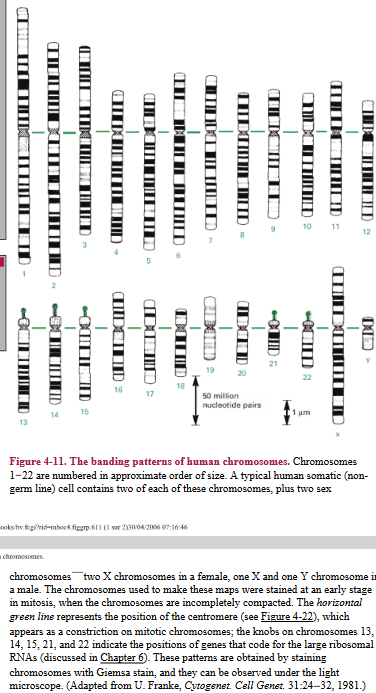 1
2
3
4
5
6
7
8
9
10
11
12
13
14
15
16
17
18
19
20
21
22
x
Y
50 million
nucleotide pairs
1 μm
Figure 4-11. The banding patterns of human chromosomes. Chromosomes
1–22 are numbered in approximate order of size. A typical human somatic (non-
germ line) cell contains two of each of these chromosomes, plus two sex
ooks/bv.fcgi?rid=mboc4.figgrp.611 (1 sur 2)30/04/2006 07:16:46
chromosomes.
chromosomes—two X chromosomes in a female, one X and one Y chromosome in
a male. The chromosomes used to make these maps were stained at an early stage
in mitosis, when the chromosomes are incompletely compacted. The horizontal
green line represents the position of the centromere (see Figure 4-22), which
appears as a constriction on mitotic chromosomes; the knobs on chromosomes 13,
14, 15, 21, and 22 indicate the positions of genes that code for the large ribosomal
RNAs (discussed in Chapter 6). These patterns are obtained by staining
chromosomes with Giemsa stain, and they can be observed under the light
microscope. (Adapted from U. Franke, Cytogenet. Cell Genet. 31:24–32, 1981.)